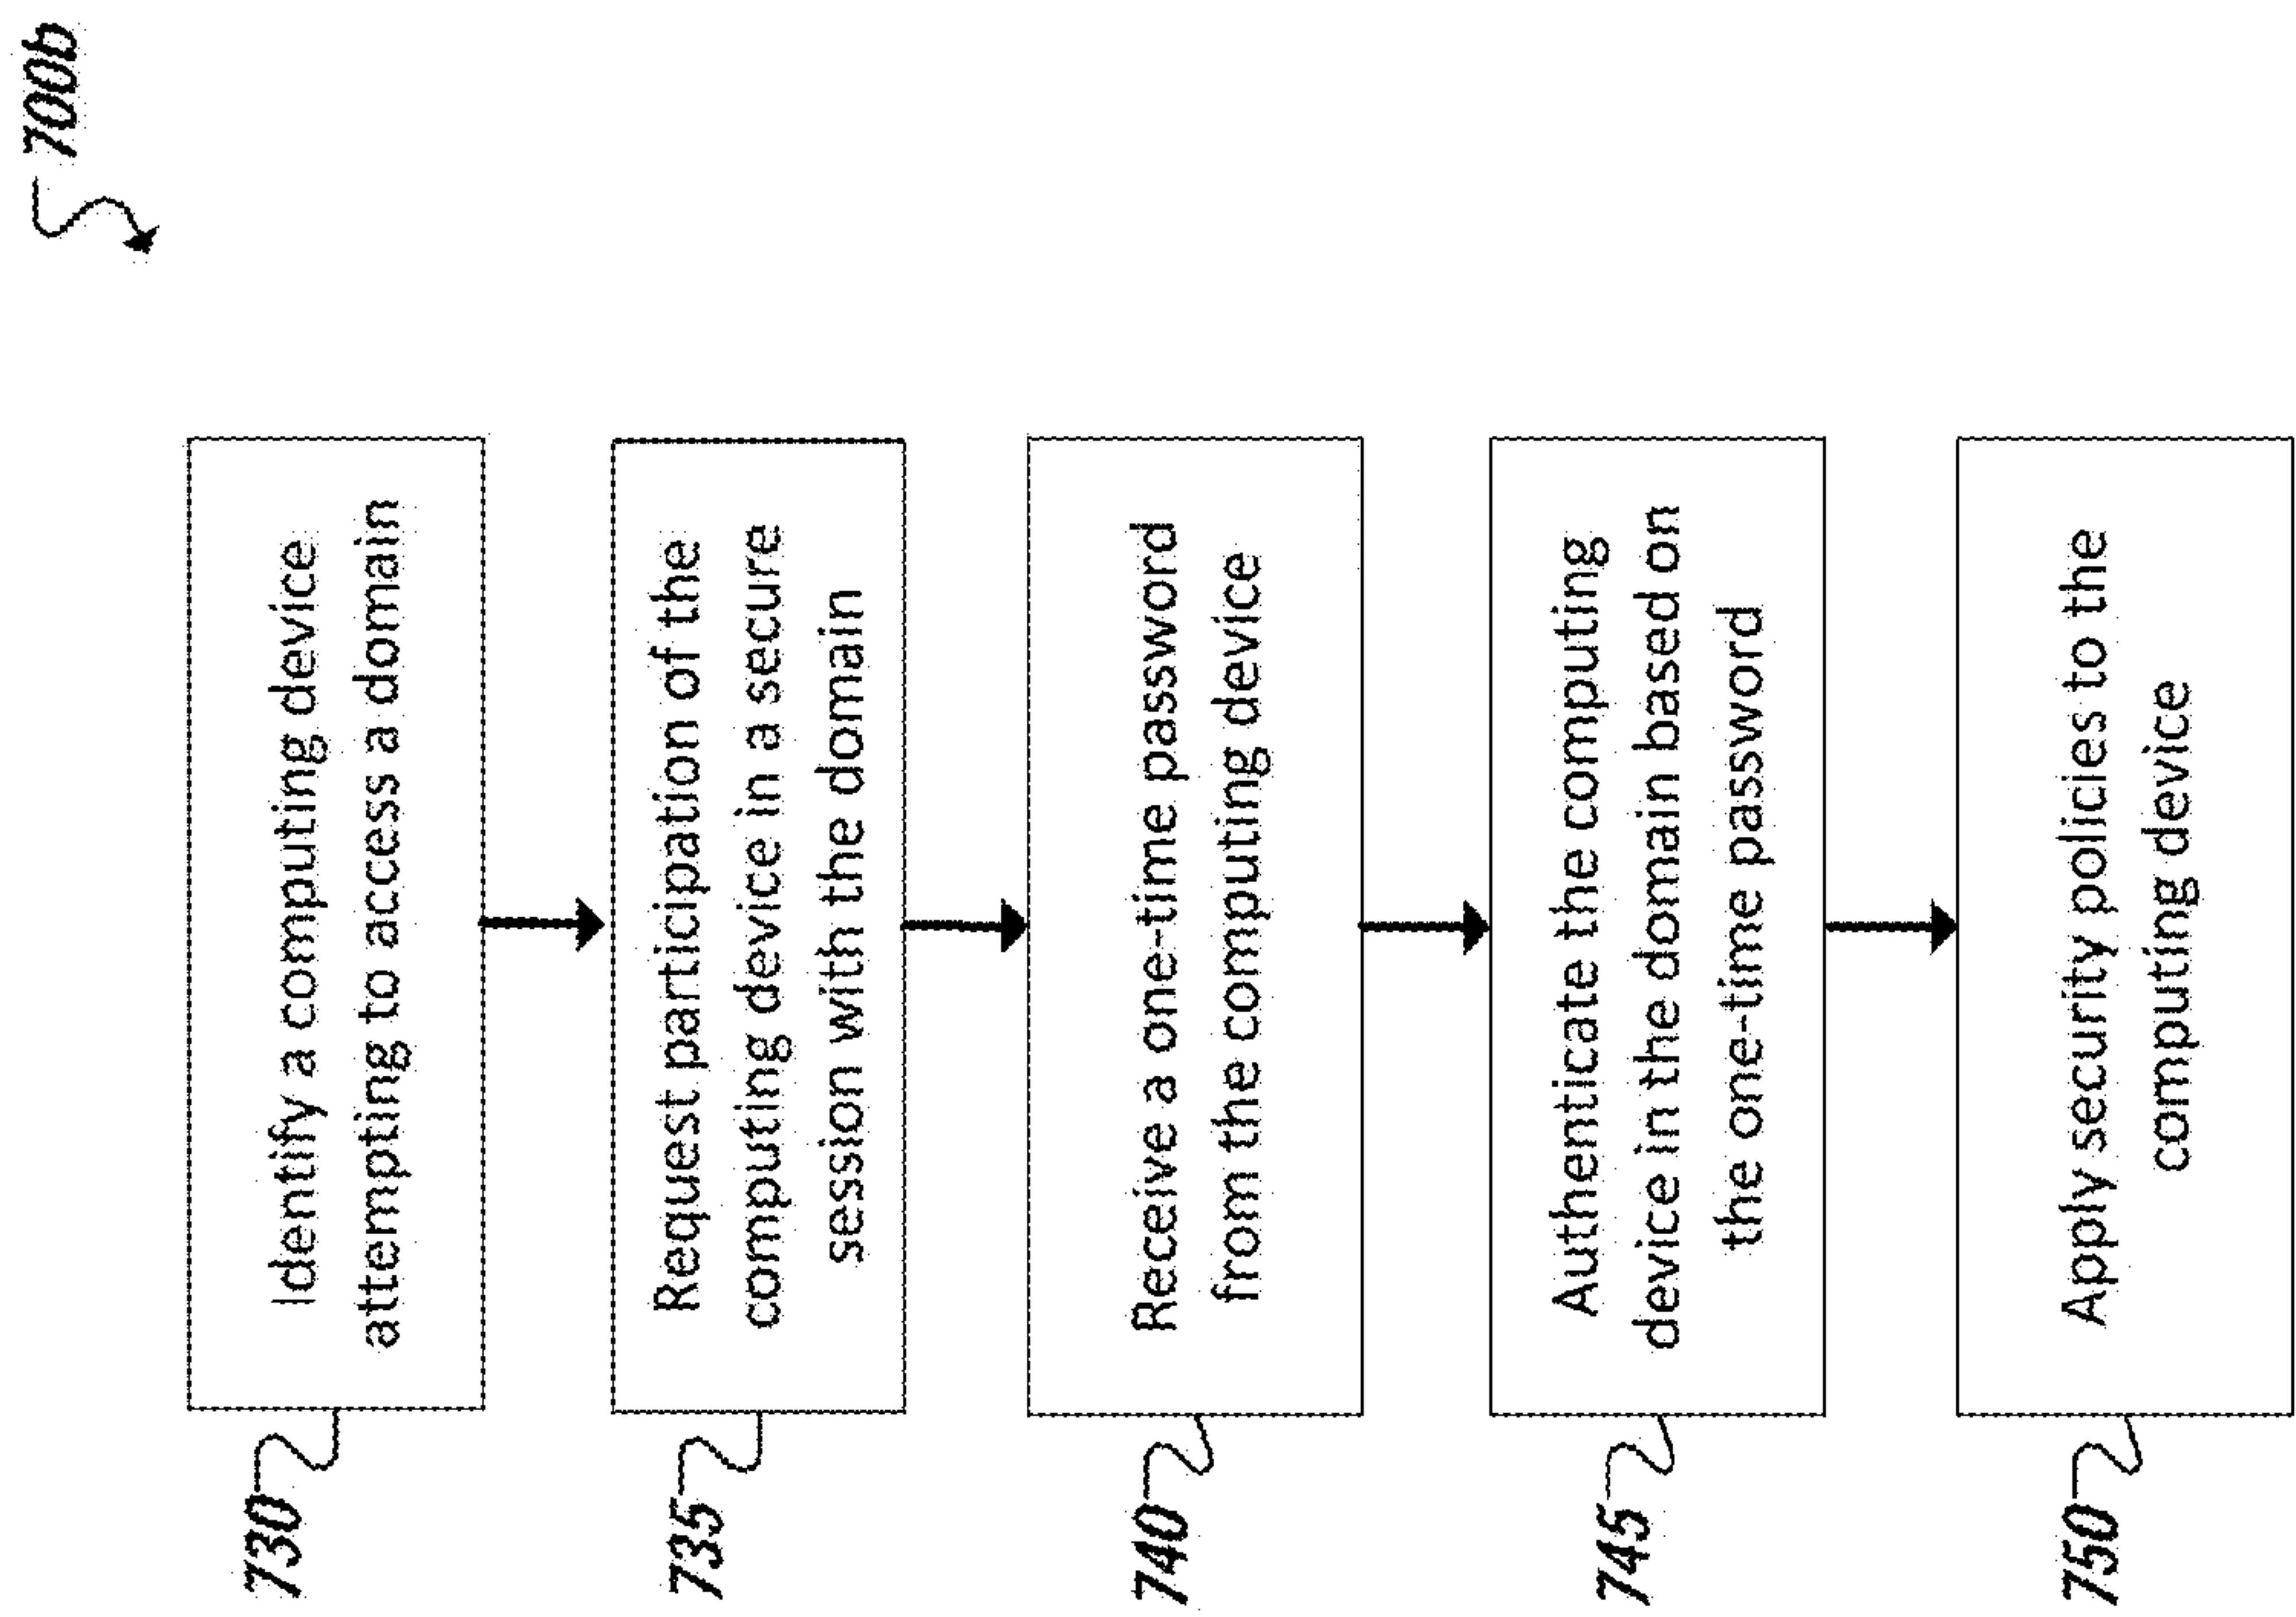 700b
730
Identify a computing device
attempting to access a domain
735
Request participation of the
computing device in a secure
session with the domain
740
Receive a one-time password
from the computing device
745
Authenticate the computing
device in the domain based on
the one-time password
750
Apply security policies to the
computing device